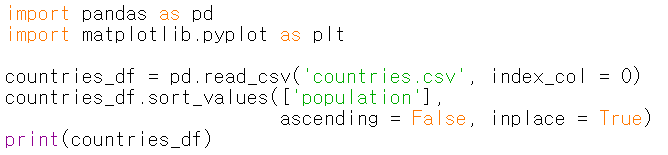 import pandas as pd
import matplotlib.pyplot as plt

countries_df = pd.read_csv('countries.csv', index_col = 0)
countries_df.sort_values(['population'],
                         ascending = False, inplace = True)
print(countries_df)